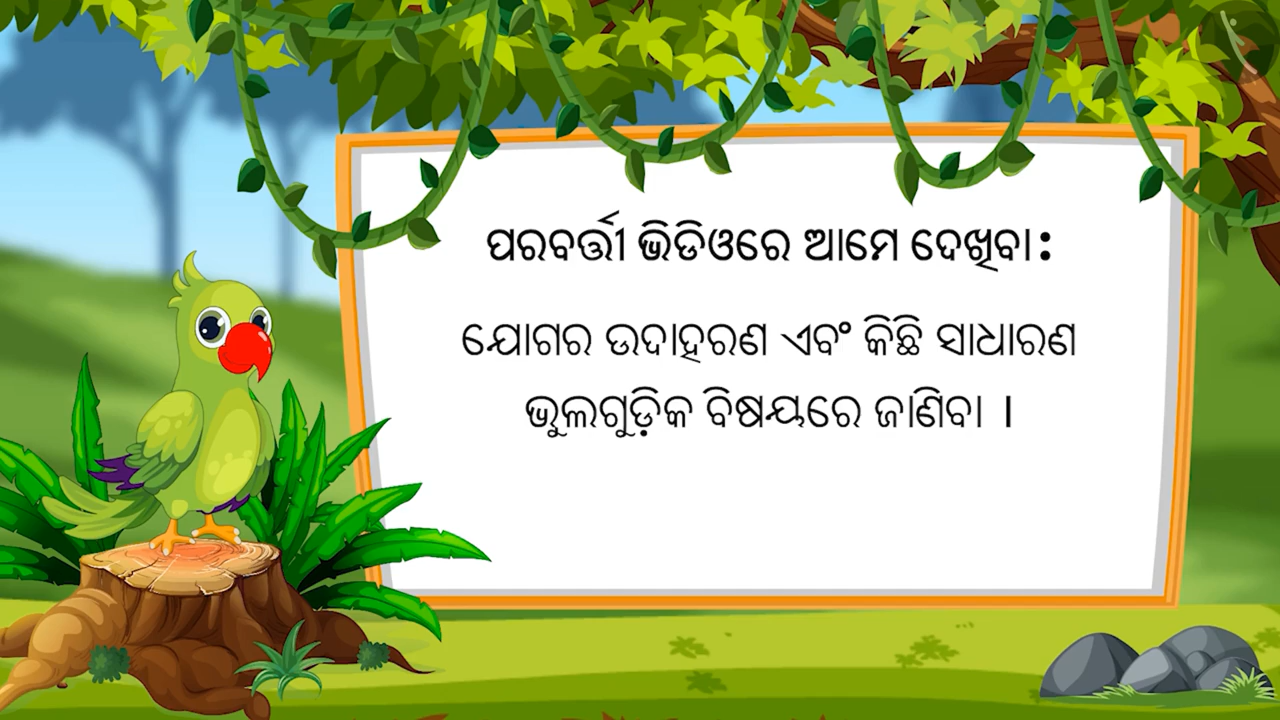 ପରବର୍ତ୍ତୀ ଭିଡିଓରେ ଆମେ ଦେଖିବା:
ଯୋଗର ଉଦାହରଣ ଏବଂ କିଛି ସାଧାରଣ
ଭୁଲଗୁଡ଼ିକ ବିଷୟରେ ଜାଣିବା ।